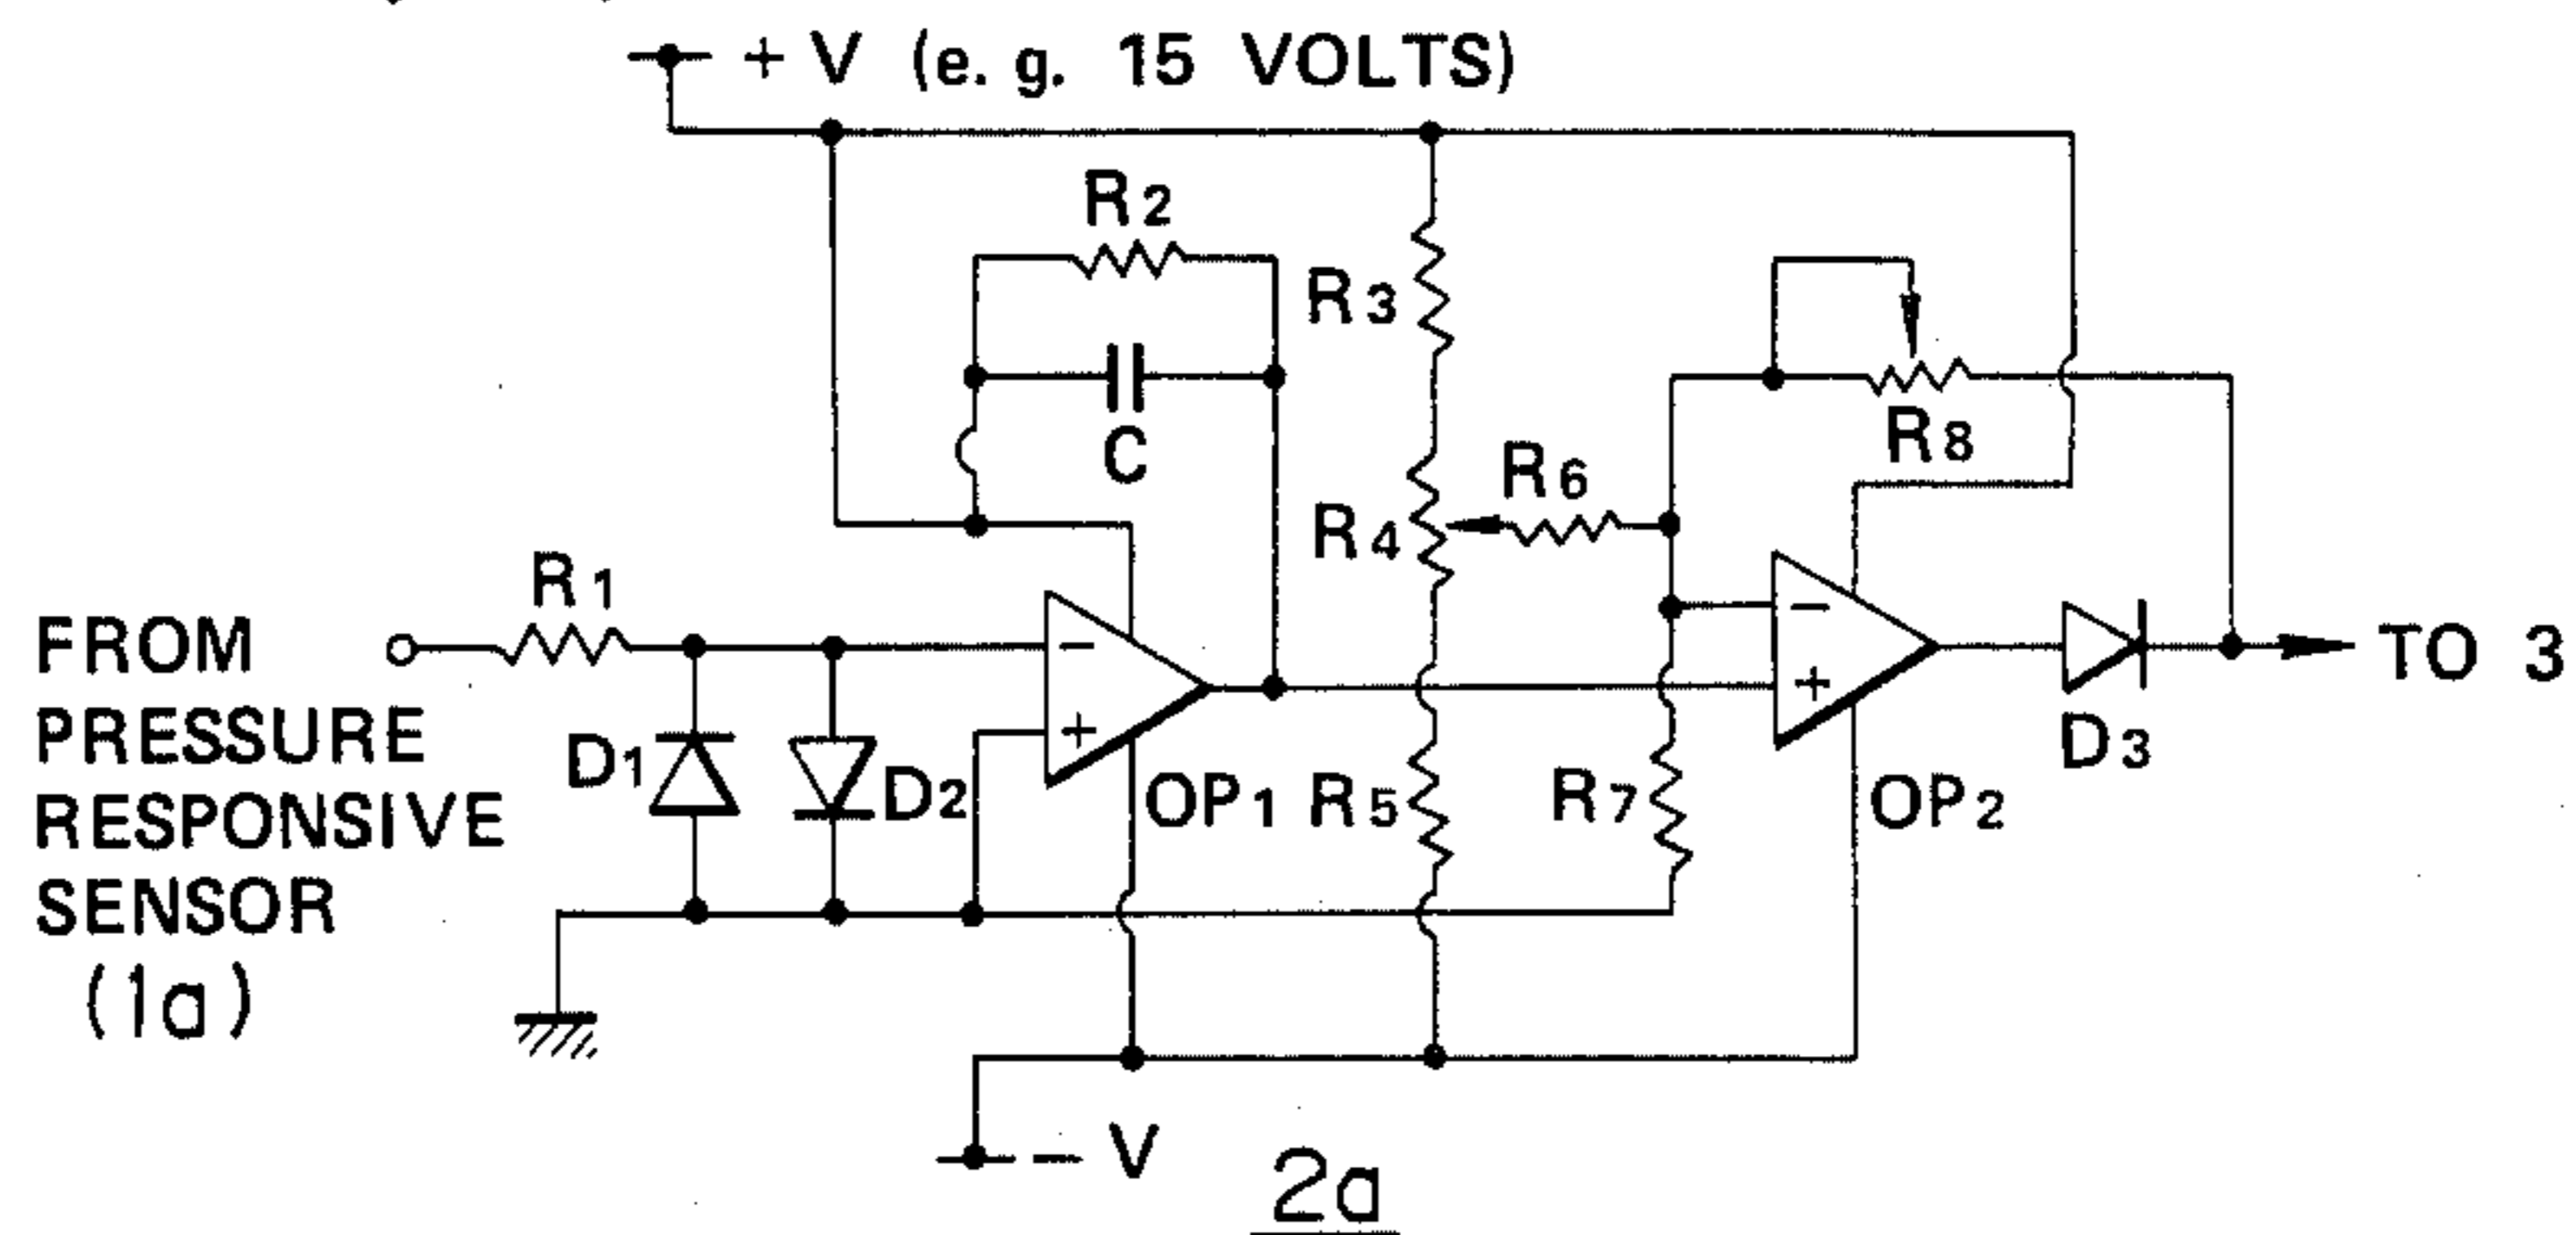 + V (e. g. 15 VOLTS)
R2
R3
C
R8
R6
R4
R1
FROM
PRESSURE
RESPONSIVE
SENSOR
(1a)
−
+
−
+
TO 3
D1
D2
OP1
R5
R7
OP2
D3
− V
2a